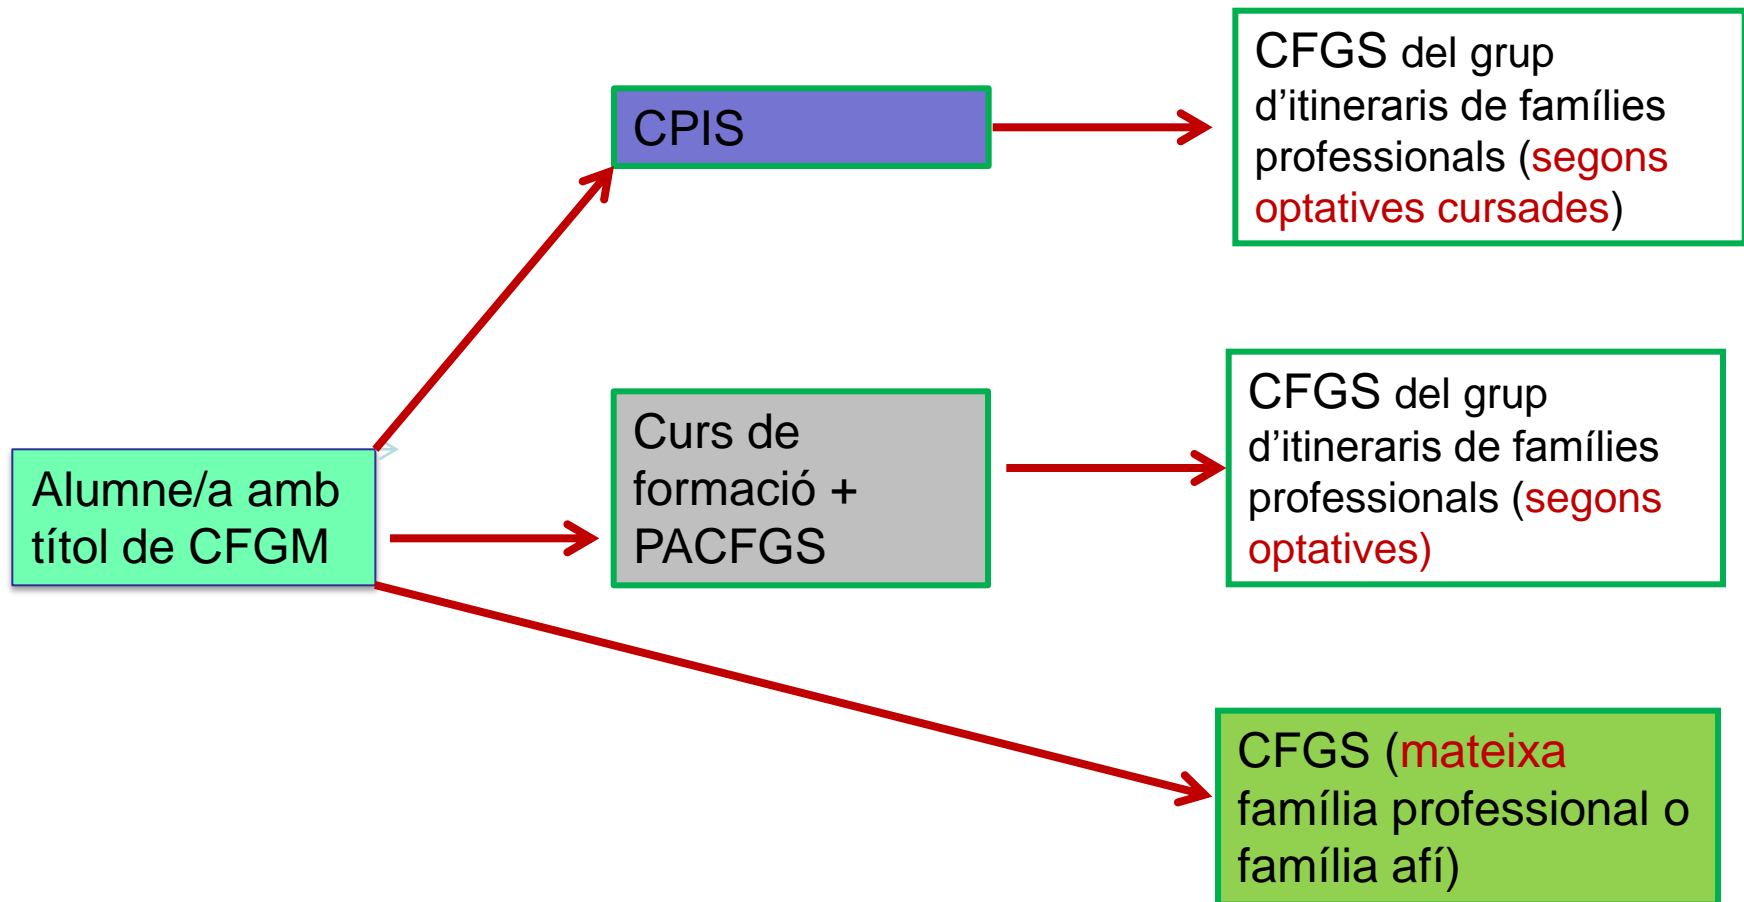 CFGS del grup
d’itineraris de famílies
professionals (segons
optatives cursades)
CPIS
CFGS del grup
d’itineraris de famílies
professionals (segons
optatives)
Curs de
formació +
PACFGS
Alumne/a amb
títol de CFGM
CFGS (mateixa
família professional o
família afí)